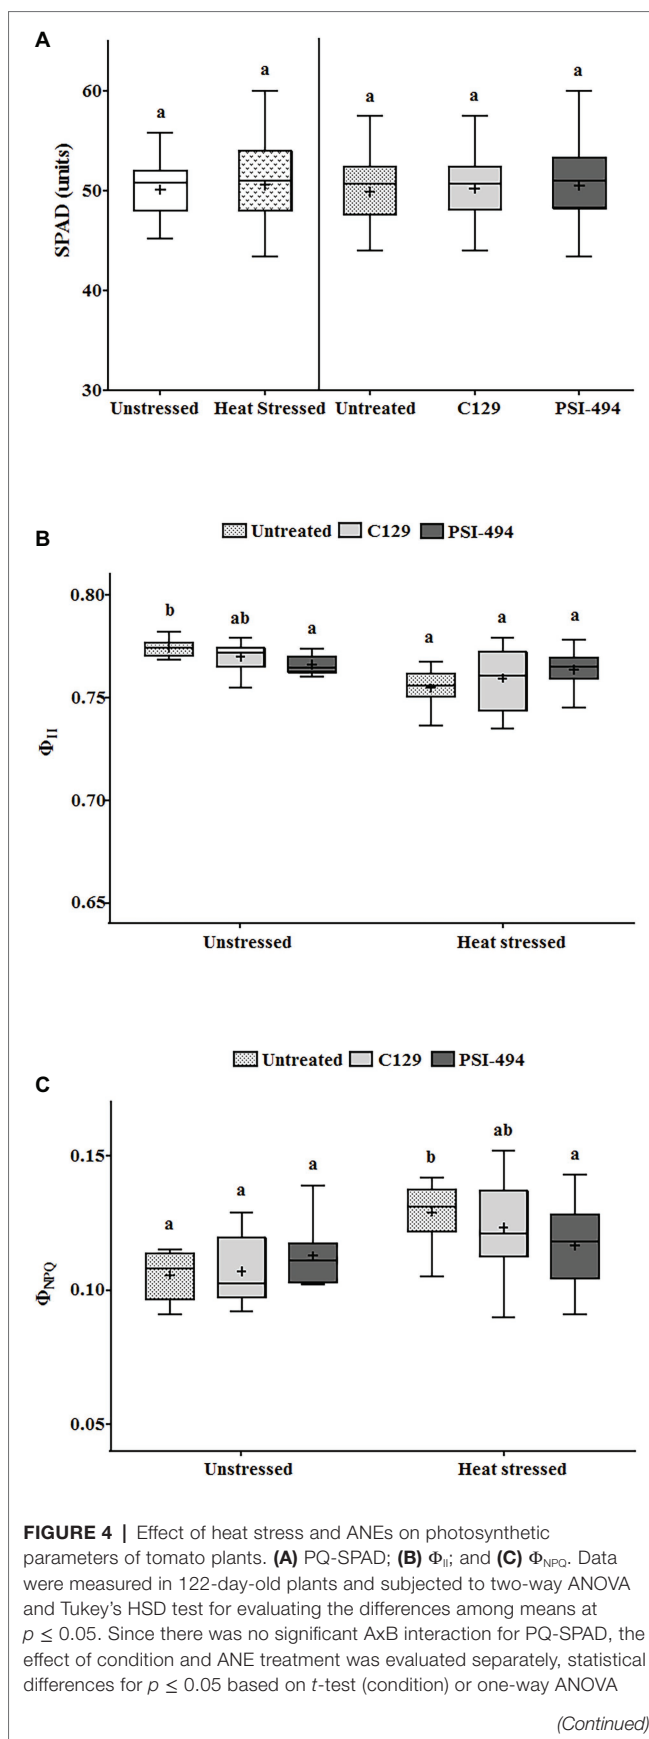 A
a
a
a
a
a
60
50
40
30
SPAD (units)
Unstressed
Heat Stressed
Untreated
C129
PSI-494
B
Untreated
C129
PSI-494
0.80
0.75
0.70
0.65
ΦII
b
ab
a
a
a
a
Unstressed
Heat stressed
C
Untreated
C129
PSI-494
0.15
0.10
0.05
ΦNPQ
a
a
a
b
ab
a
Unstressed
Heat stressed
FIGURE 4 | Effect of heat stress and ANEs on photosynthetic
parameters of tomato plants. (A) PQ-SPAD; (B) ΦII; and (C) ΦNPQ. Data
were measured in 122-day-old plants and subjected to two-way ANOVA
and Tukey's HSD test for evaluating the differences among means at
p ≤ 0.05. Since there was no significant AxB interaction for PQ-SPAD, the
effect of condition and ANE treatment was evaluated separately, statistical
differences for p ≤ 0.05 based on t-test (condition) or one-way ANOVA
(Continued)